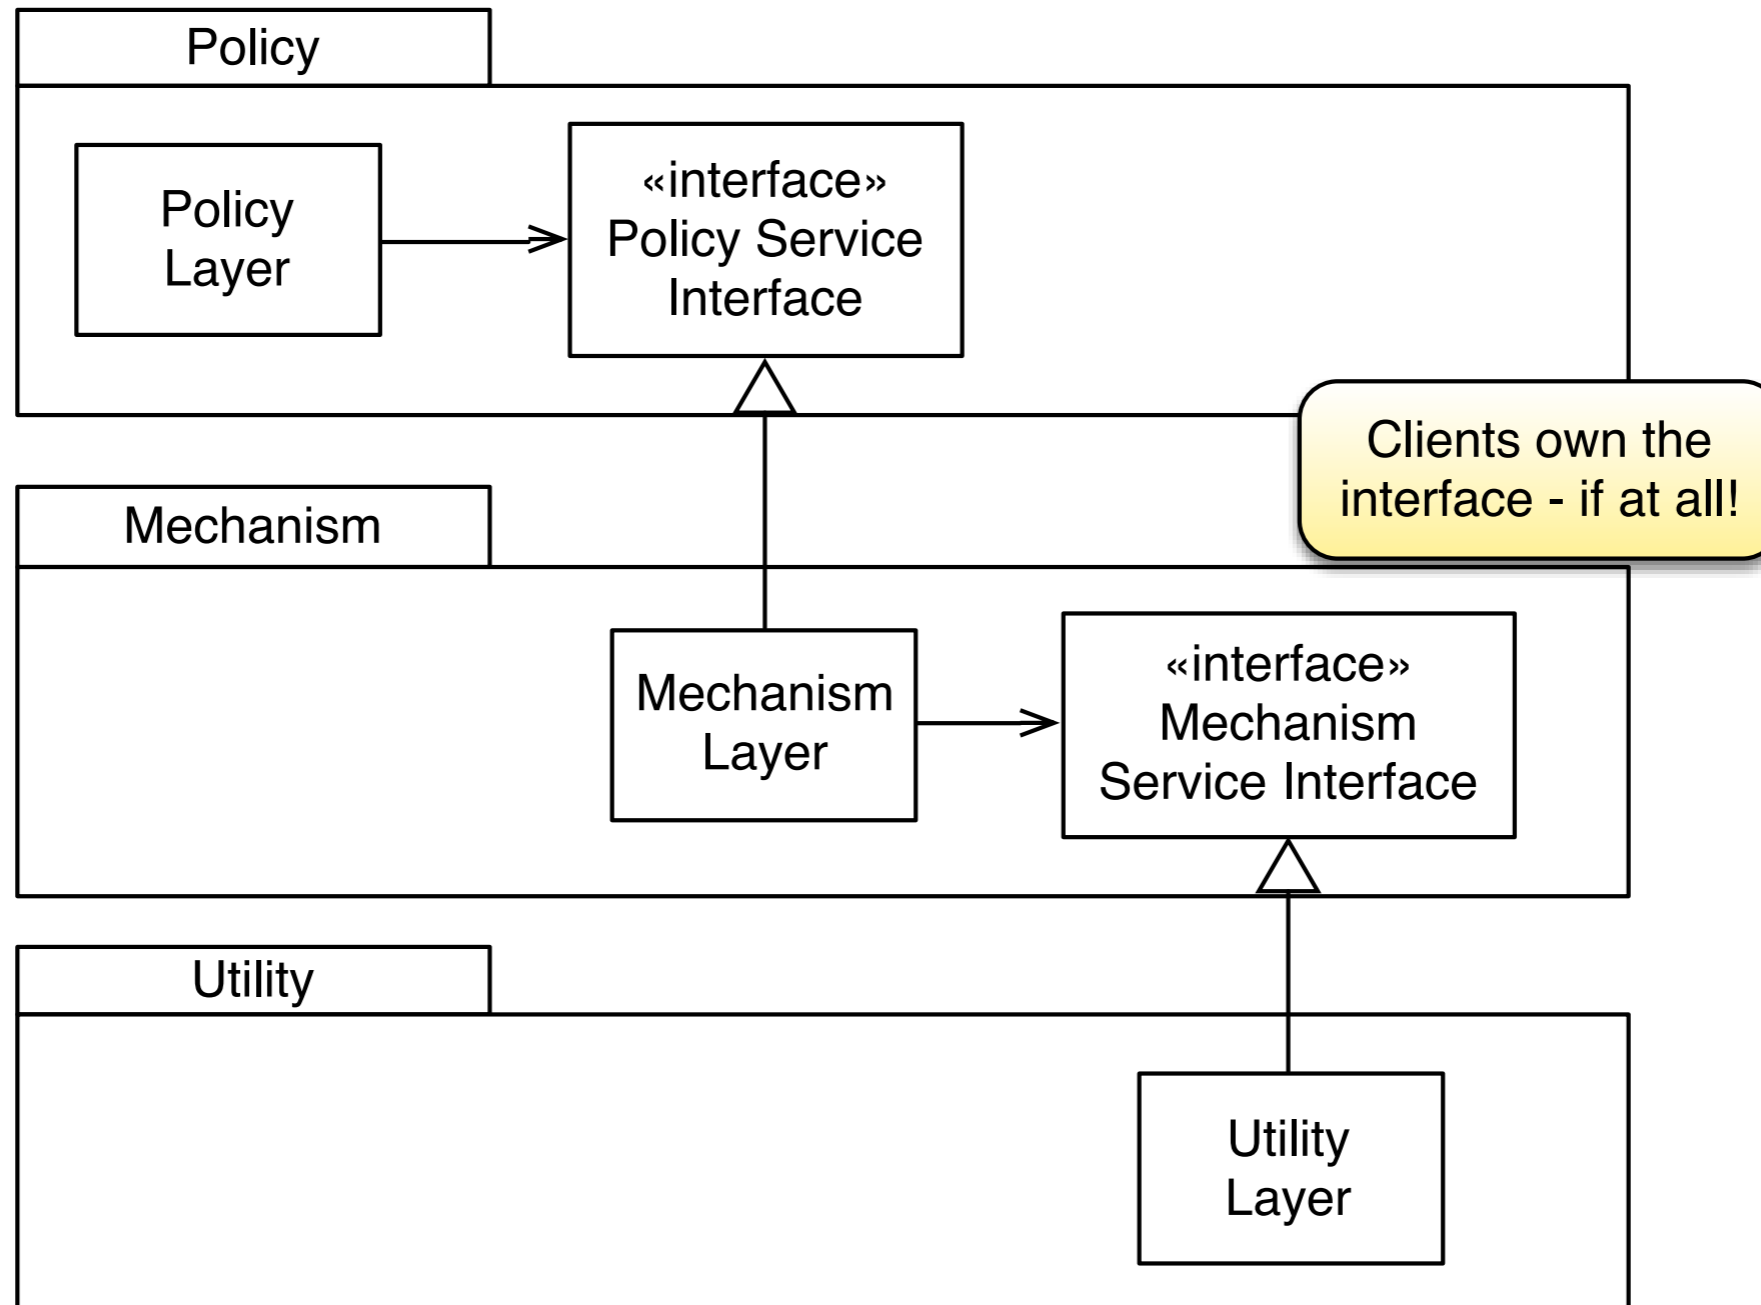 Policy
Policy
Layer
«interface»
Policy Service
Interface
Clients own the
interface - if at all!
Mechanism
Mechanism
Layer
«interface»
Mechanism
Service Interface
Utility
Utility
Layer